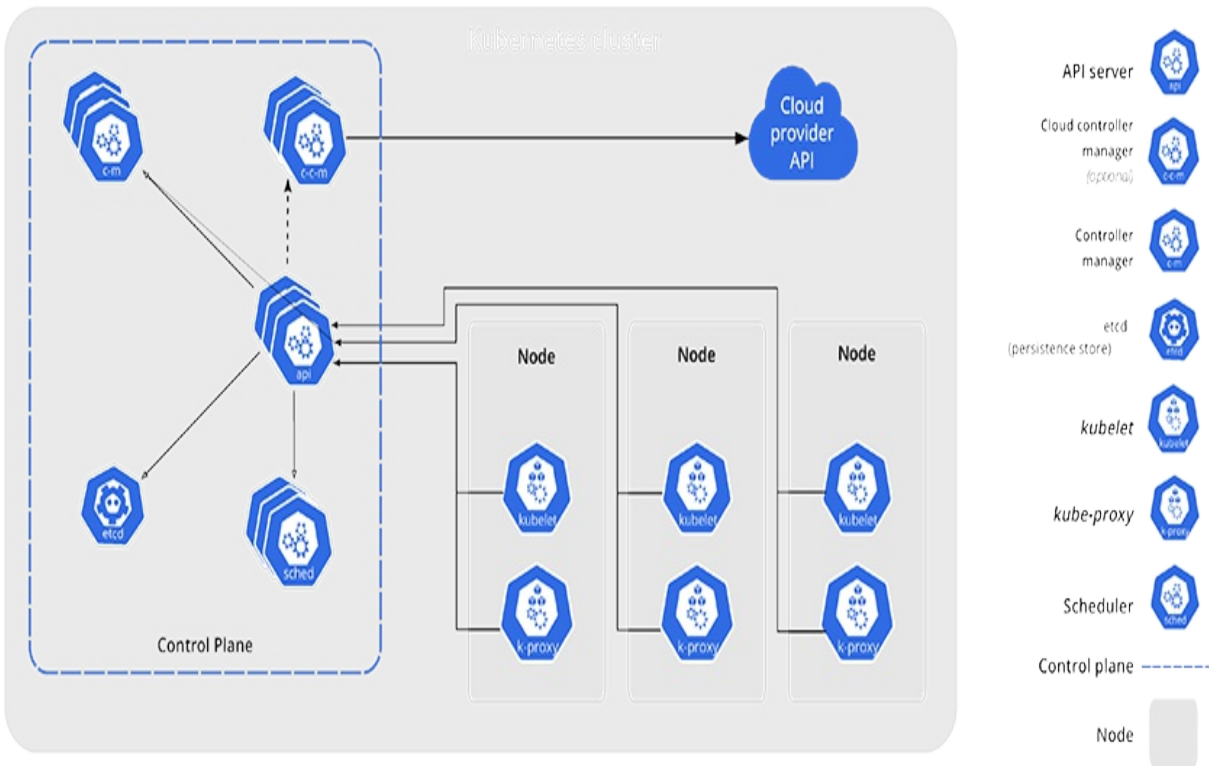 Kubernetes cluster
c-m
c-c-m
Cloud
provider
API
api
etcd
sched
Control Plane
Node
kubelet
k-proxy
Node
kubelet
k-proxy
Node
kubelet
k-proxy
API server
api
Cloud controller
manager
(optional)
c-c-m
Controller
manager
c-m
etcd
(persistence store)
etcd
kubelet
kubelet
kube-proxy
k-proxy
Scheduler
sched
Control plane
Node